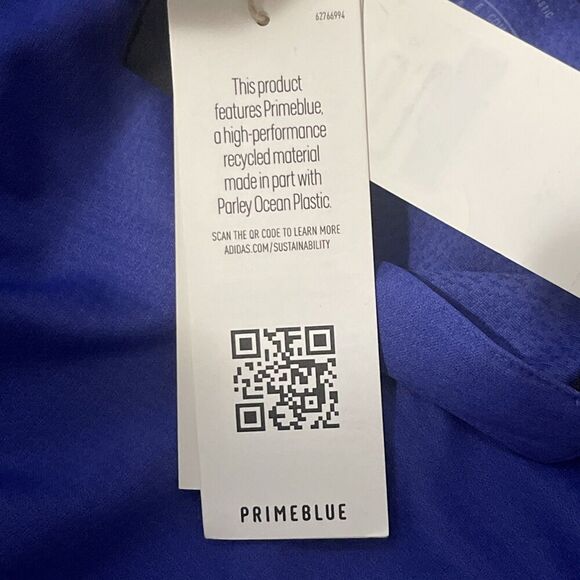 62766994
This product
features Primeblue,
a high-performance
recycled material
made in part with
Parley Ocean Plastic.
SCAN THE QR CODE TO LEARN MORE
ADIDAS.COM/SUSTAINABILITY
PRIMEBLUE